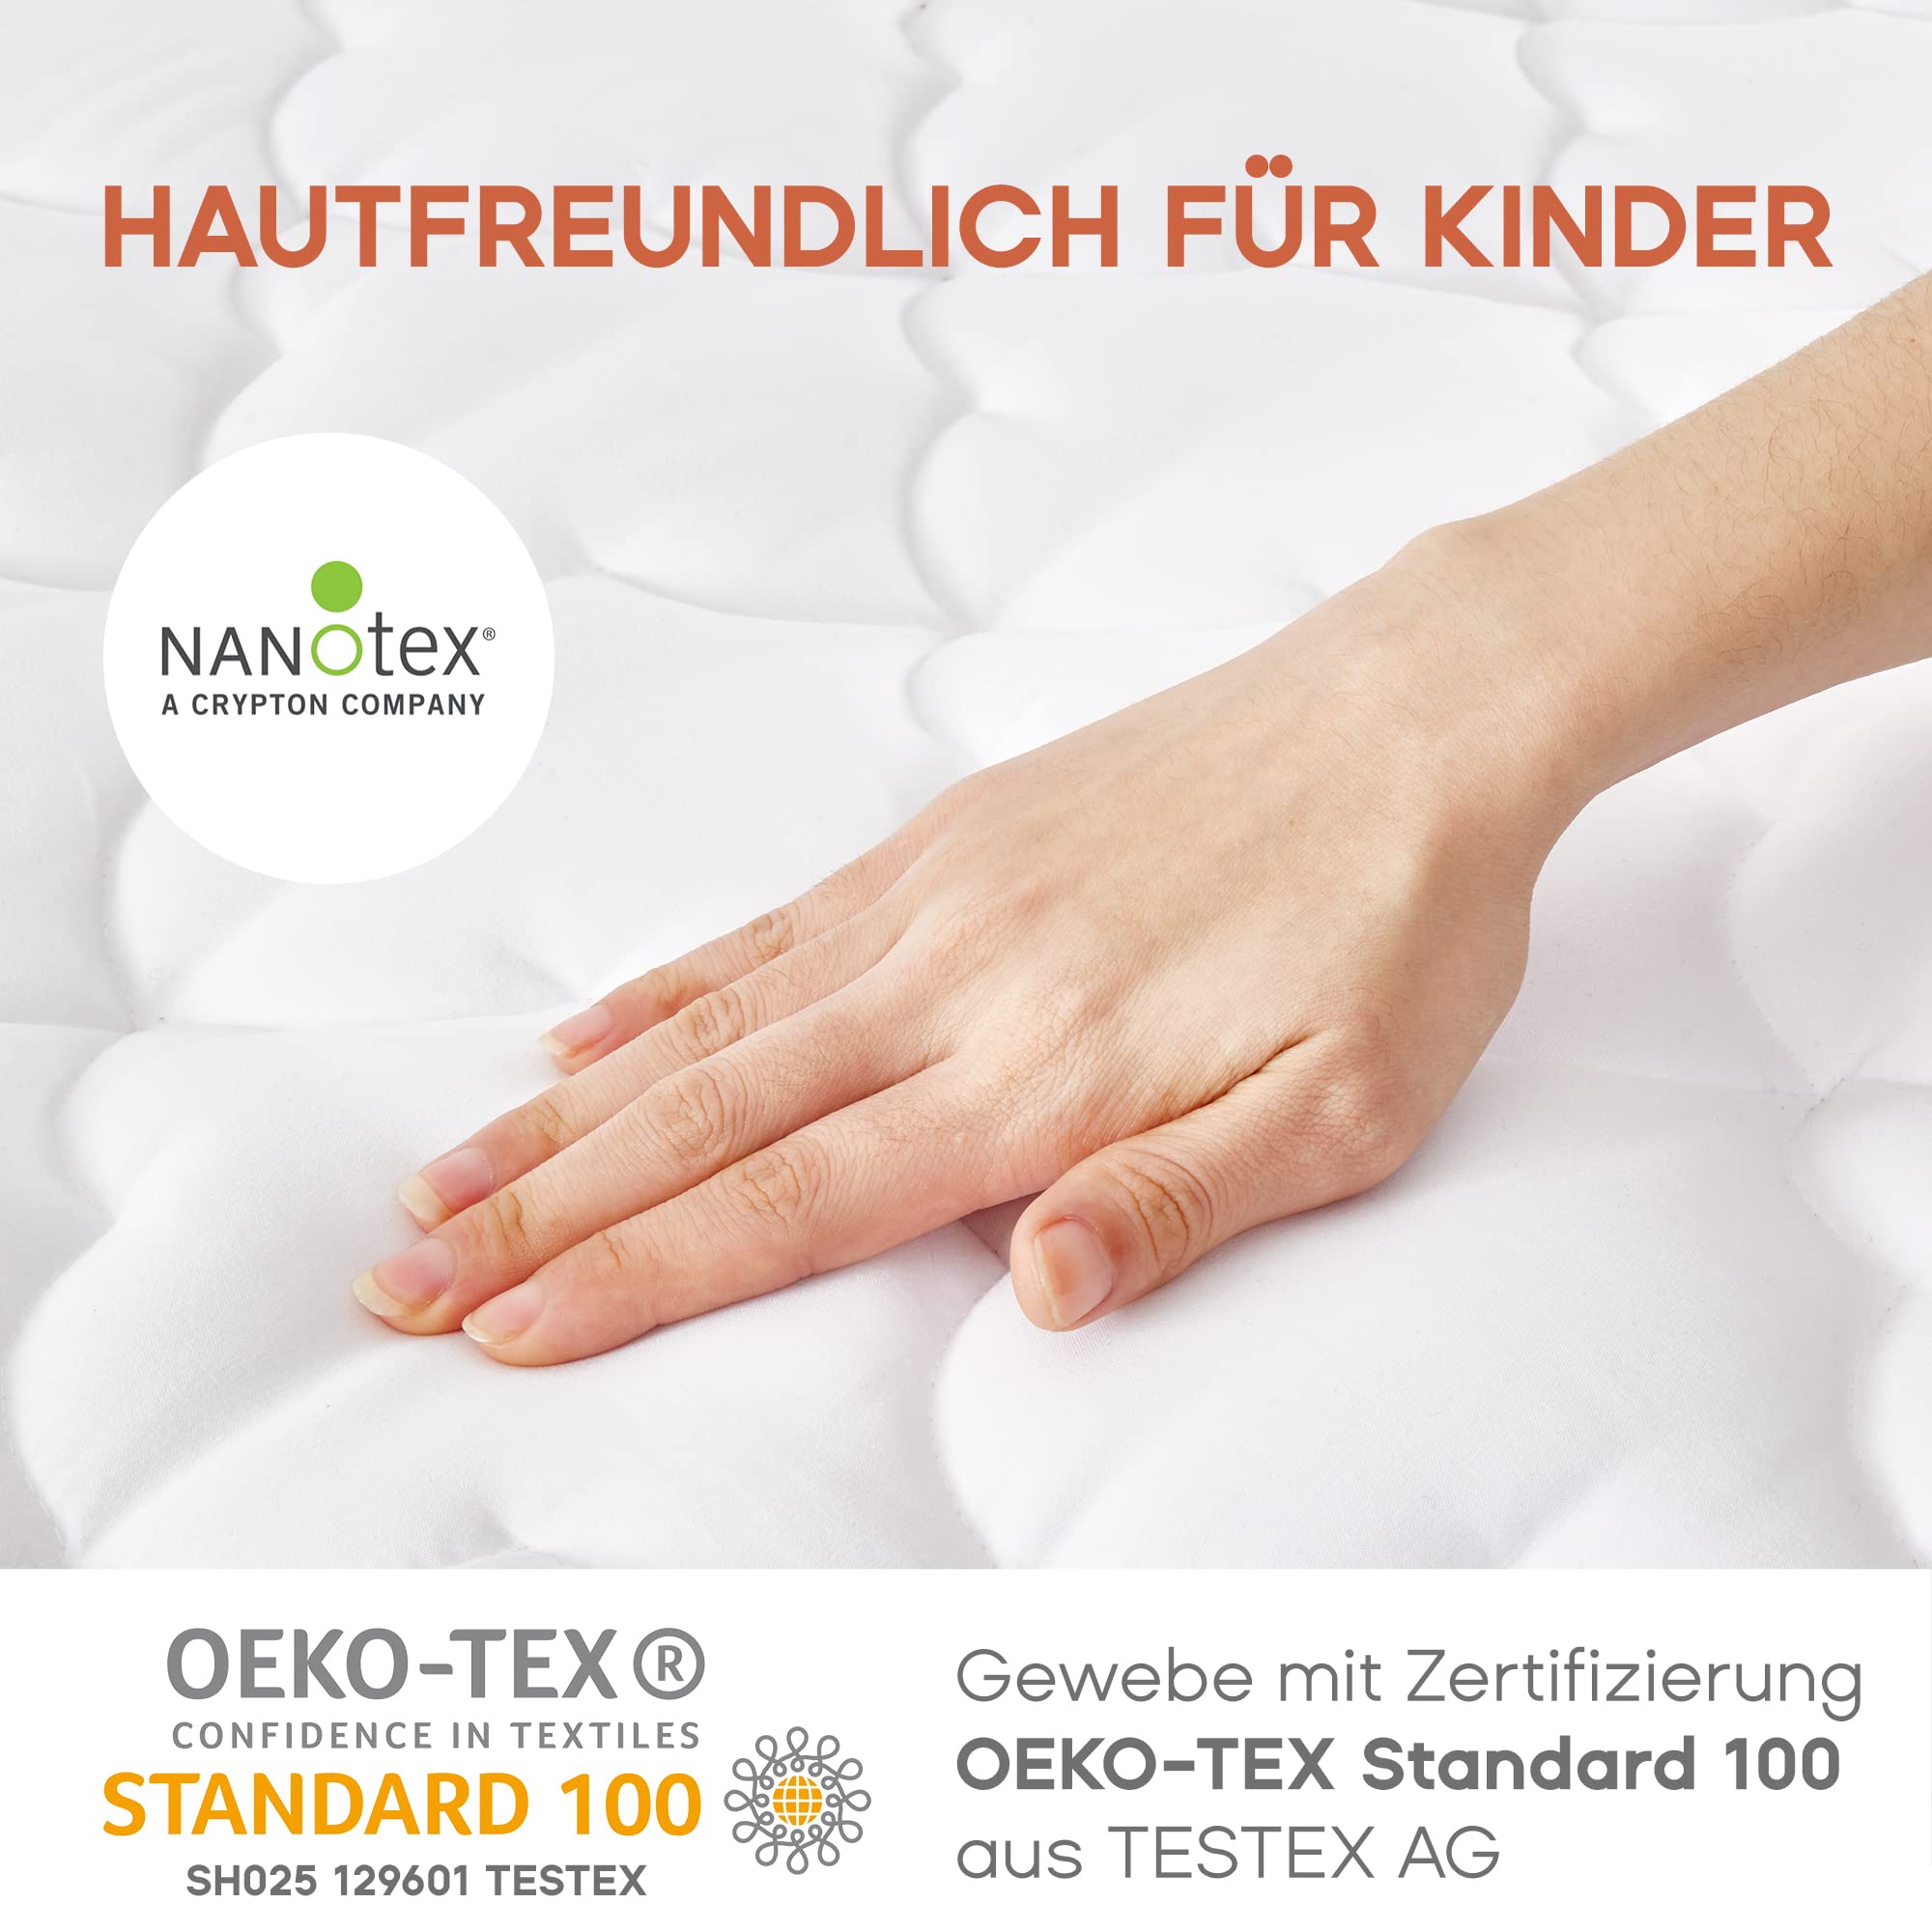 HAUTFREUNDLICH FÜR KINDER
NANOtex®
A CRYPTON COMPANY
OEKO-TEX®
CONFIDENCE IN TEXTILES
STANDARD 100
SH025 129601 TESTEX
Gewebe mit Zertifizierung
OEKO-TEX Standard 100
aus TESTEX AG